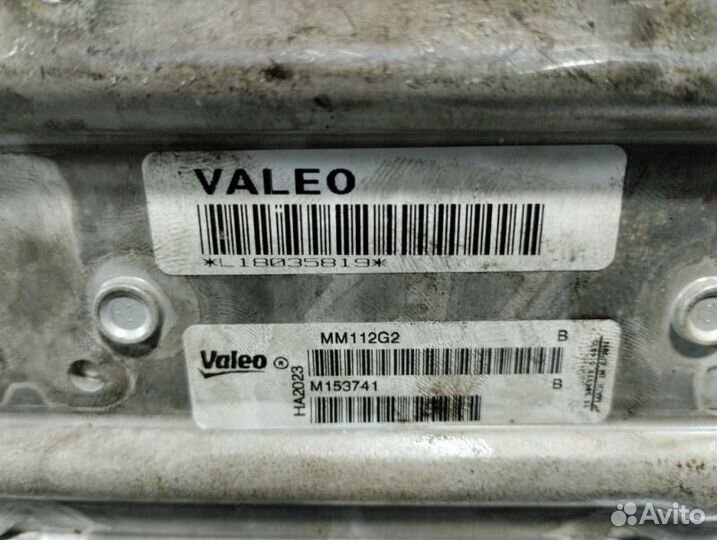 VALEO
*L18035819*
MM112G2 B
Valeo
HA2023
M153741 B
Avito